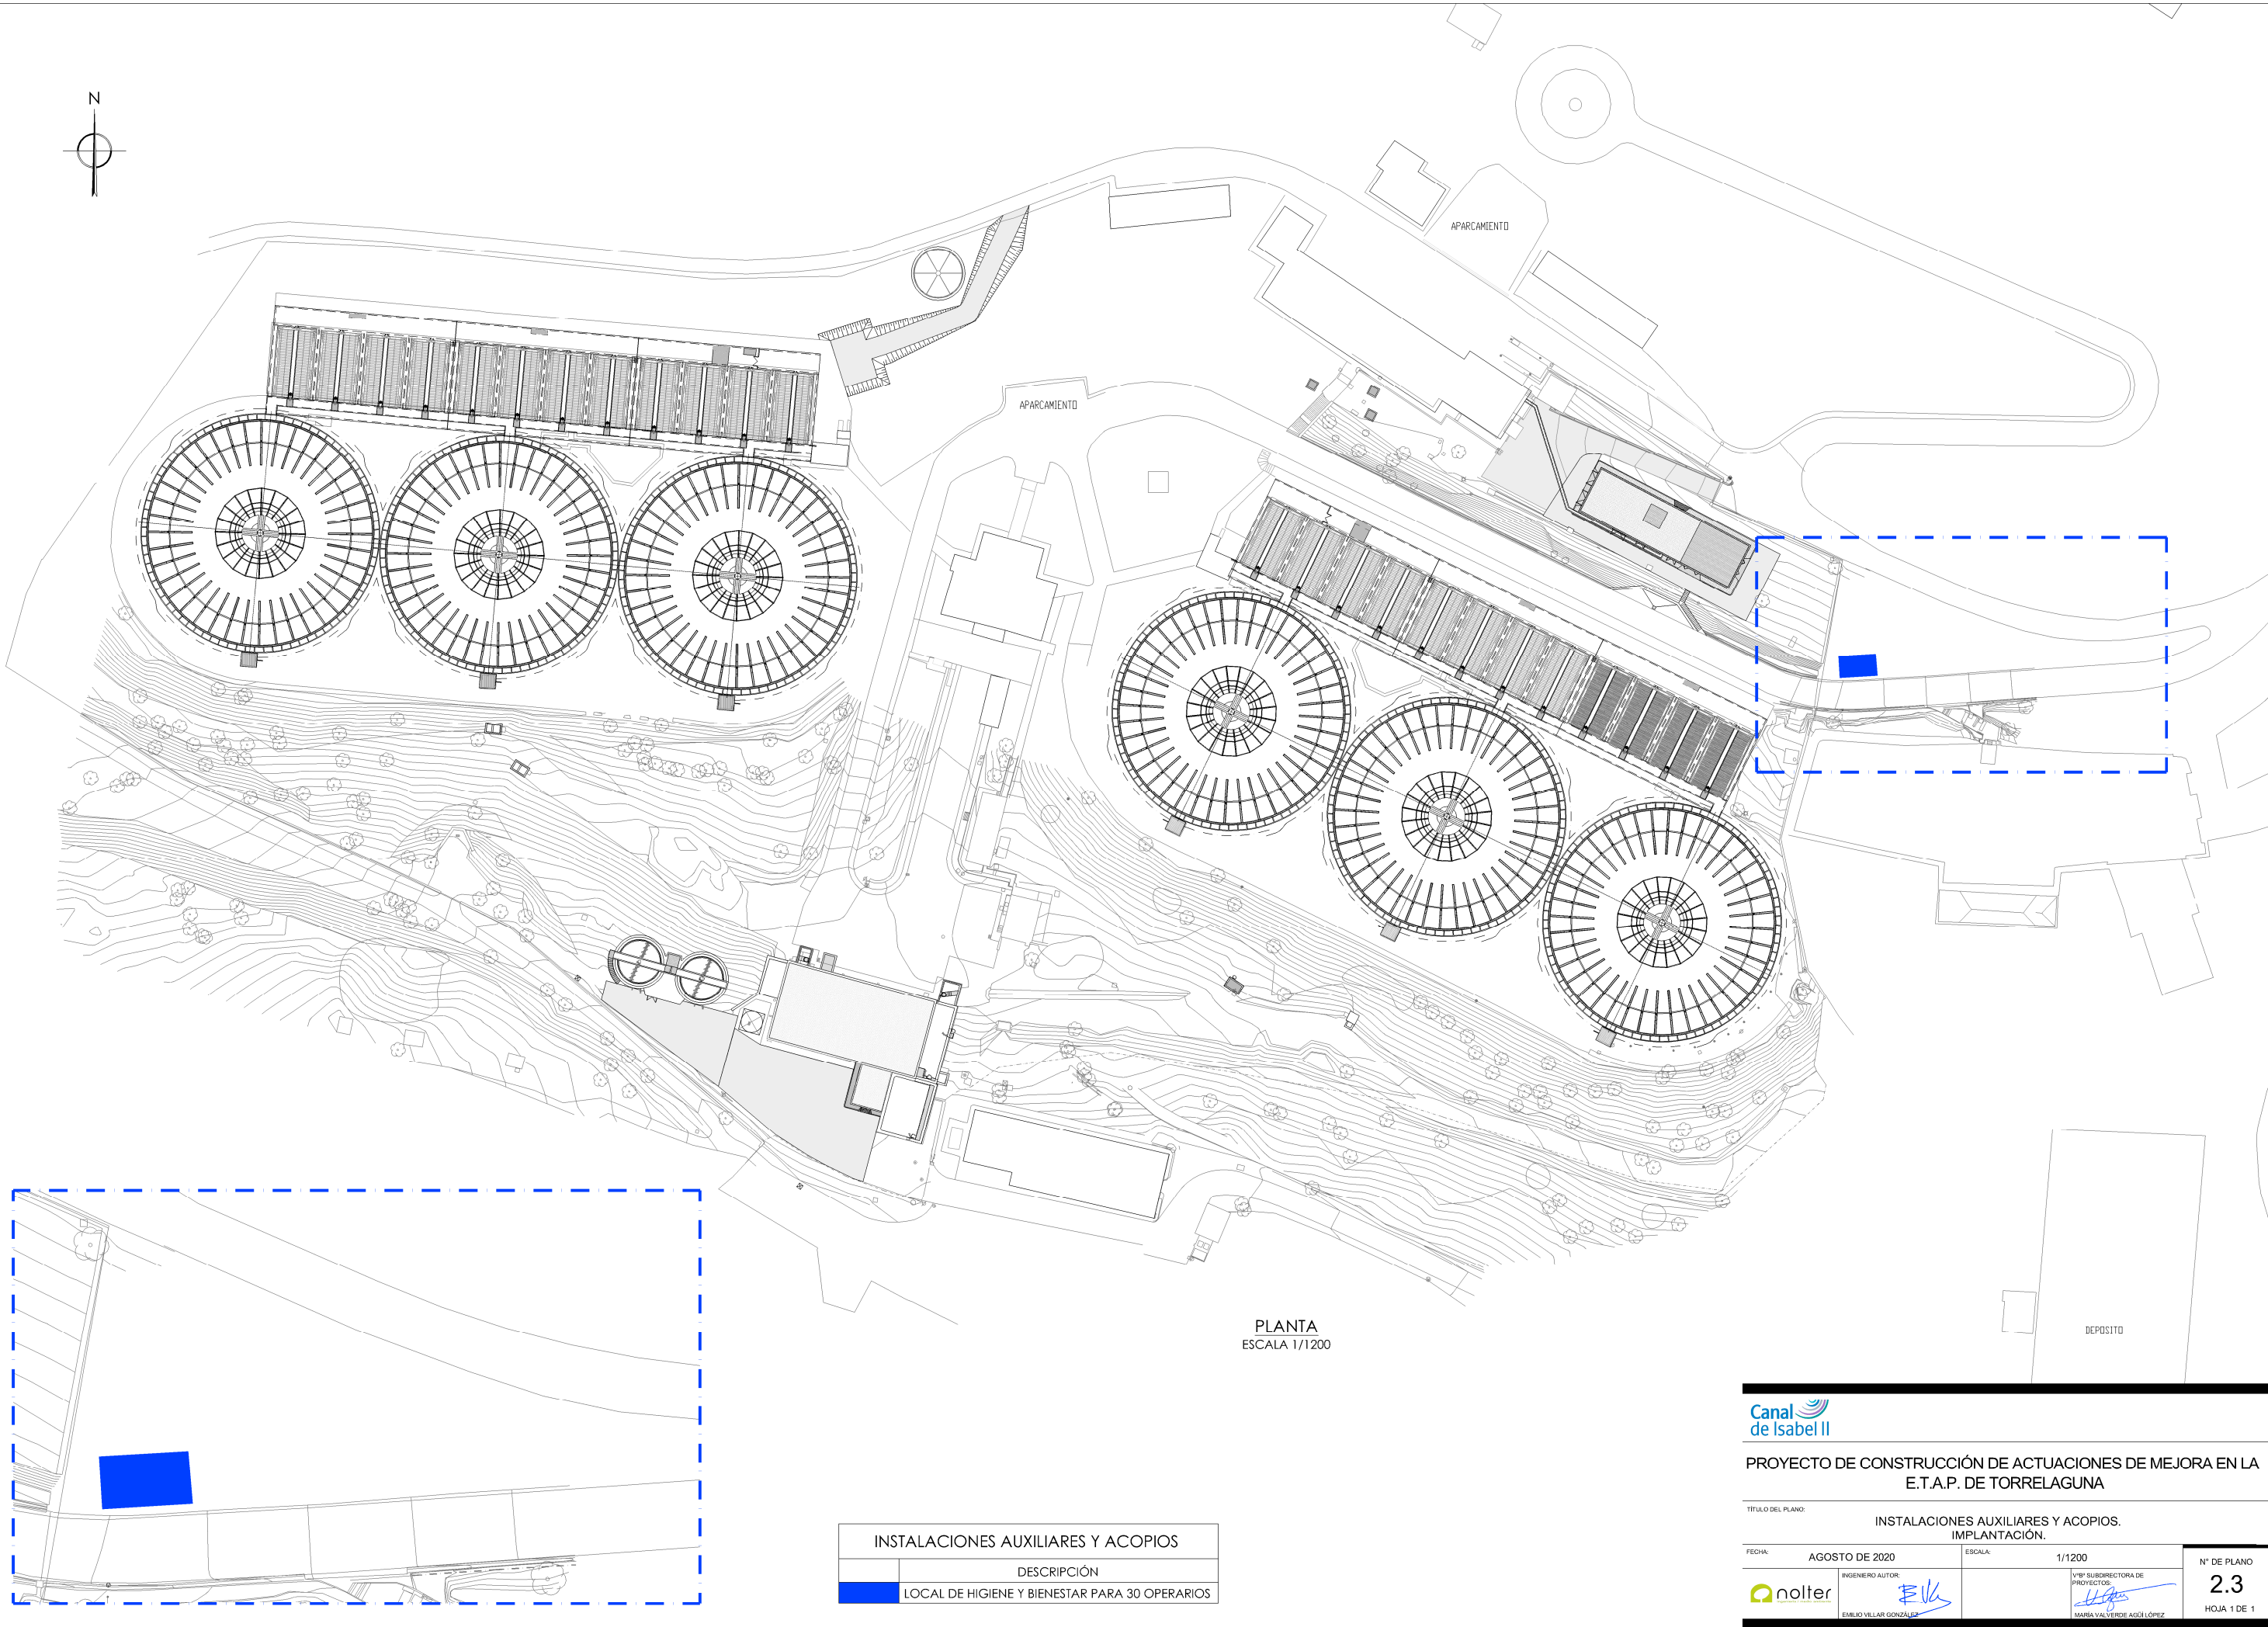 N
APARCAMIENTO
APARCAMIENTO
PLANTA
ESCALA 1/1200
DEPOSITO
INSTALACIONES AUXILIARES Y ACOPIOS
DESCRIPCIÓN
LOCAL DE HIGIENE Y BIENESTAR PARA 30 OPERARIOS
Canal
de Isabel II
PROYECTO DE CONSTRUCCIÓN DE ACTUACIONES DE MEJORA EN LA
E.T.A.P. DE TORRELAGUNA
TÍTULO DEL PLANO:
INSTALACIONES AUXILIARES Y ACOPIOS.
IMPLANTACIÓN.
FECHA:
AGOSTO DE 2020
ESCALA:
1/1200
Nº DE PLANO
2.3
HOJA 1 DE 1
nolter
INGENIERO AUTOR:
EMILIO VILLAR GONZÁLEZ
VºBº SUBDIRECTORA DE
PROYECTOS:
MARÍA VALVERDE AGÜÍ LÓPEZ